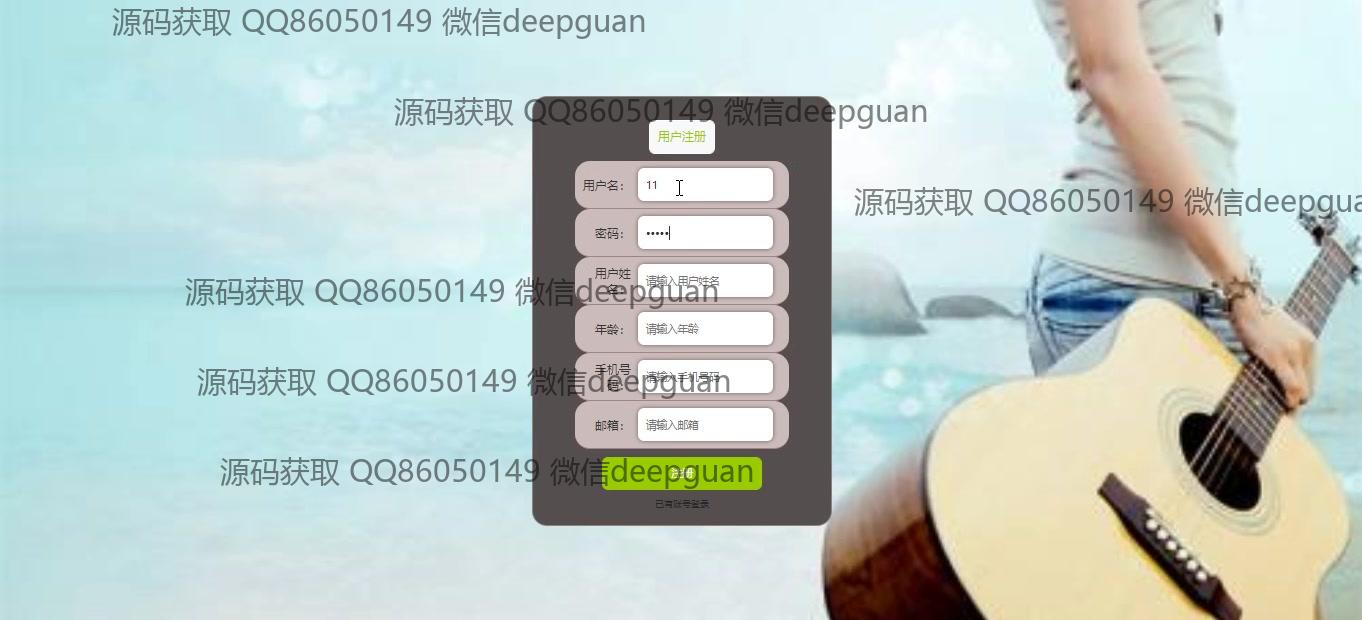 源码获取 QQ86050149 微信deepguan
源码获取 QQ86050149 微信deepguan
用户注册
用户名：
11
源码获取 QQ86050149 微信deepgua
密码：
•••••
用户姓名：
请输入用户姓名
源码获取 QQ86050149 微信deepguan
年龄：
请输入年龄
手机号码：
请输入手机号码
源码获取 QQ86050149 微信deepguan
邮箱：
请输入邮箱
源码获取 QQ86050149 微信deepguan
注册
已有账号登录